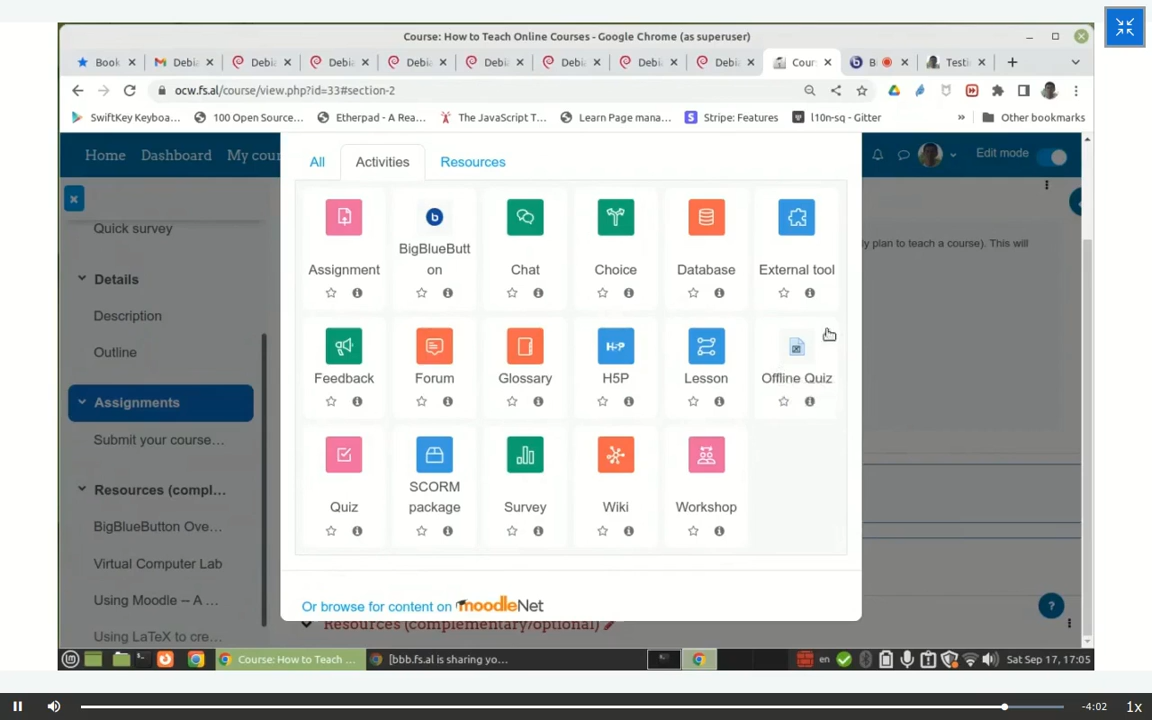 Course: How to Teach Online Courses - Google Chrome (as superuser)
Book
Debia
Debia
Debia
Debi
Debi
Debi
Debi
Debi
Cour
B
Testi
ocw.fs.al/course/view.php?id=33#section-2
SwiftKey Keyboa...
100 Open Source...
Etherpad - A Rea...
The JavaScript T...
Learn Page mana...
Stripe: Features
l10n-sq - Gitter
»
Other bookmarks
Home
Dashboard
My cour
Edit mode
All
Activities
Resources
Quick survey
Details
Description
Outline
Assignments
Submit your course...
Resources (compl...
BigBlueButton Ove...
Virtual Computer Lab
Using Moodle -- A ...
Using LaTeX to cre...
y plan to teach a course). This will
Assignment
BigBlueButt
on
Chat
Choice
Database
External tool
Feedback
Forum
Glossary
H5P
H-P
Lesson
Offline Quiz
Quiz
SCORM
package
Survey
Wiki
Workshop
Or browse for content on moodleNet
Resources (complementary/optional)
?
Course: How to Teach ...
[bbb.fs.al is sharing yo...
en
Sat Sep 17, 17:05
-4:02
1x